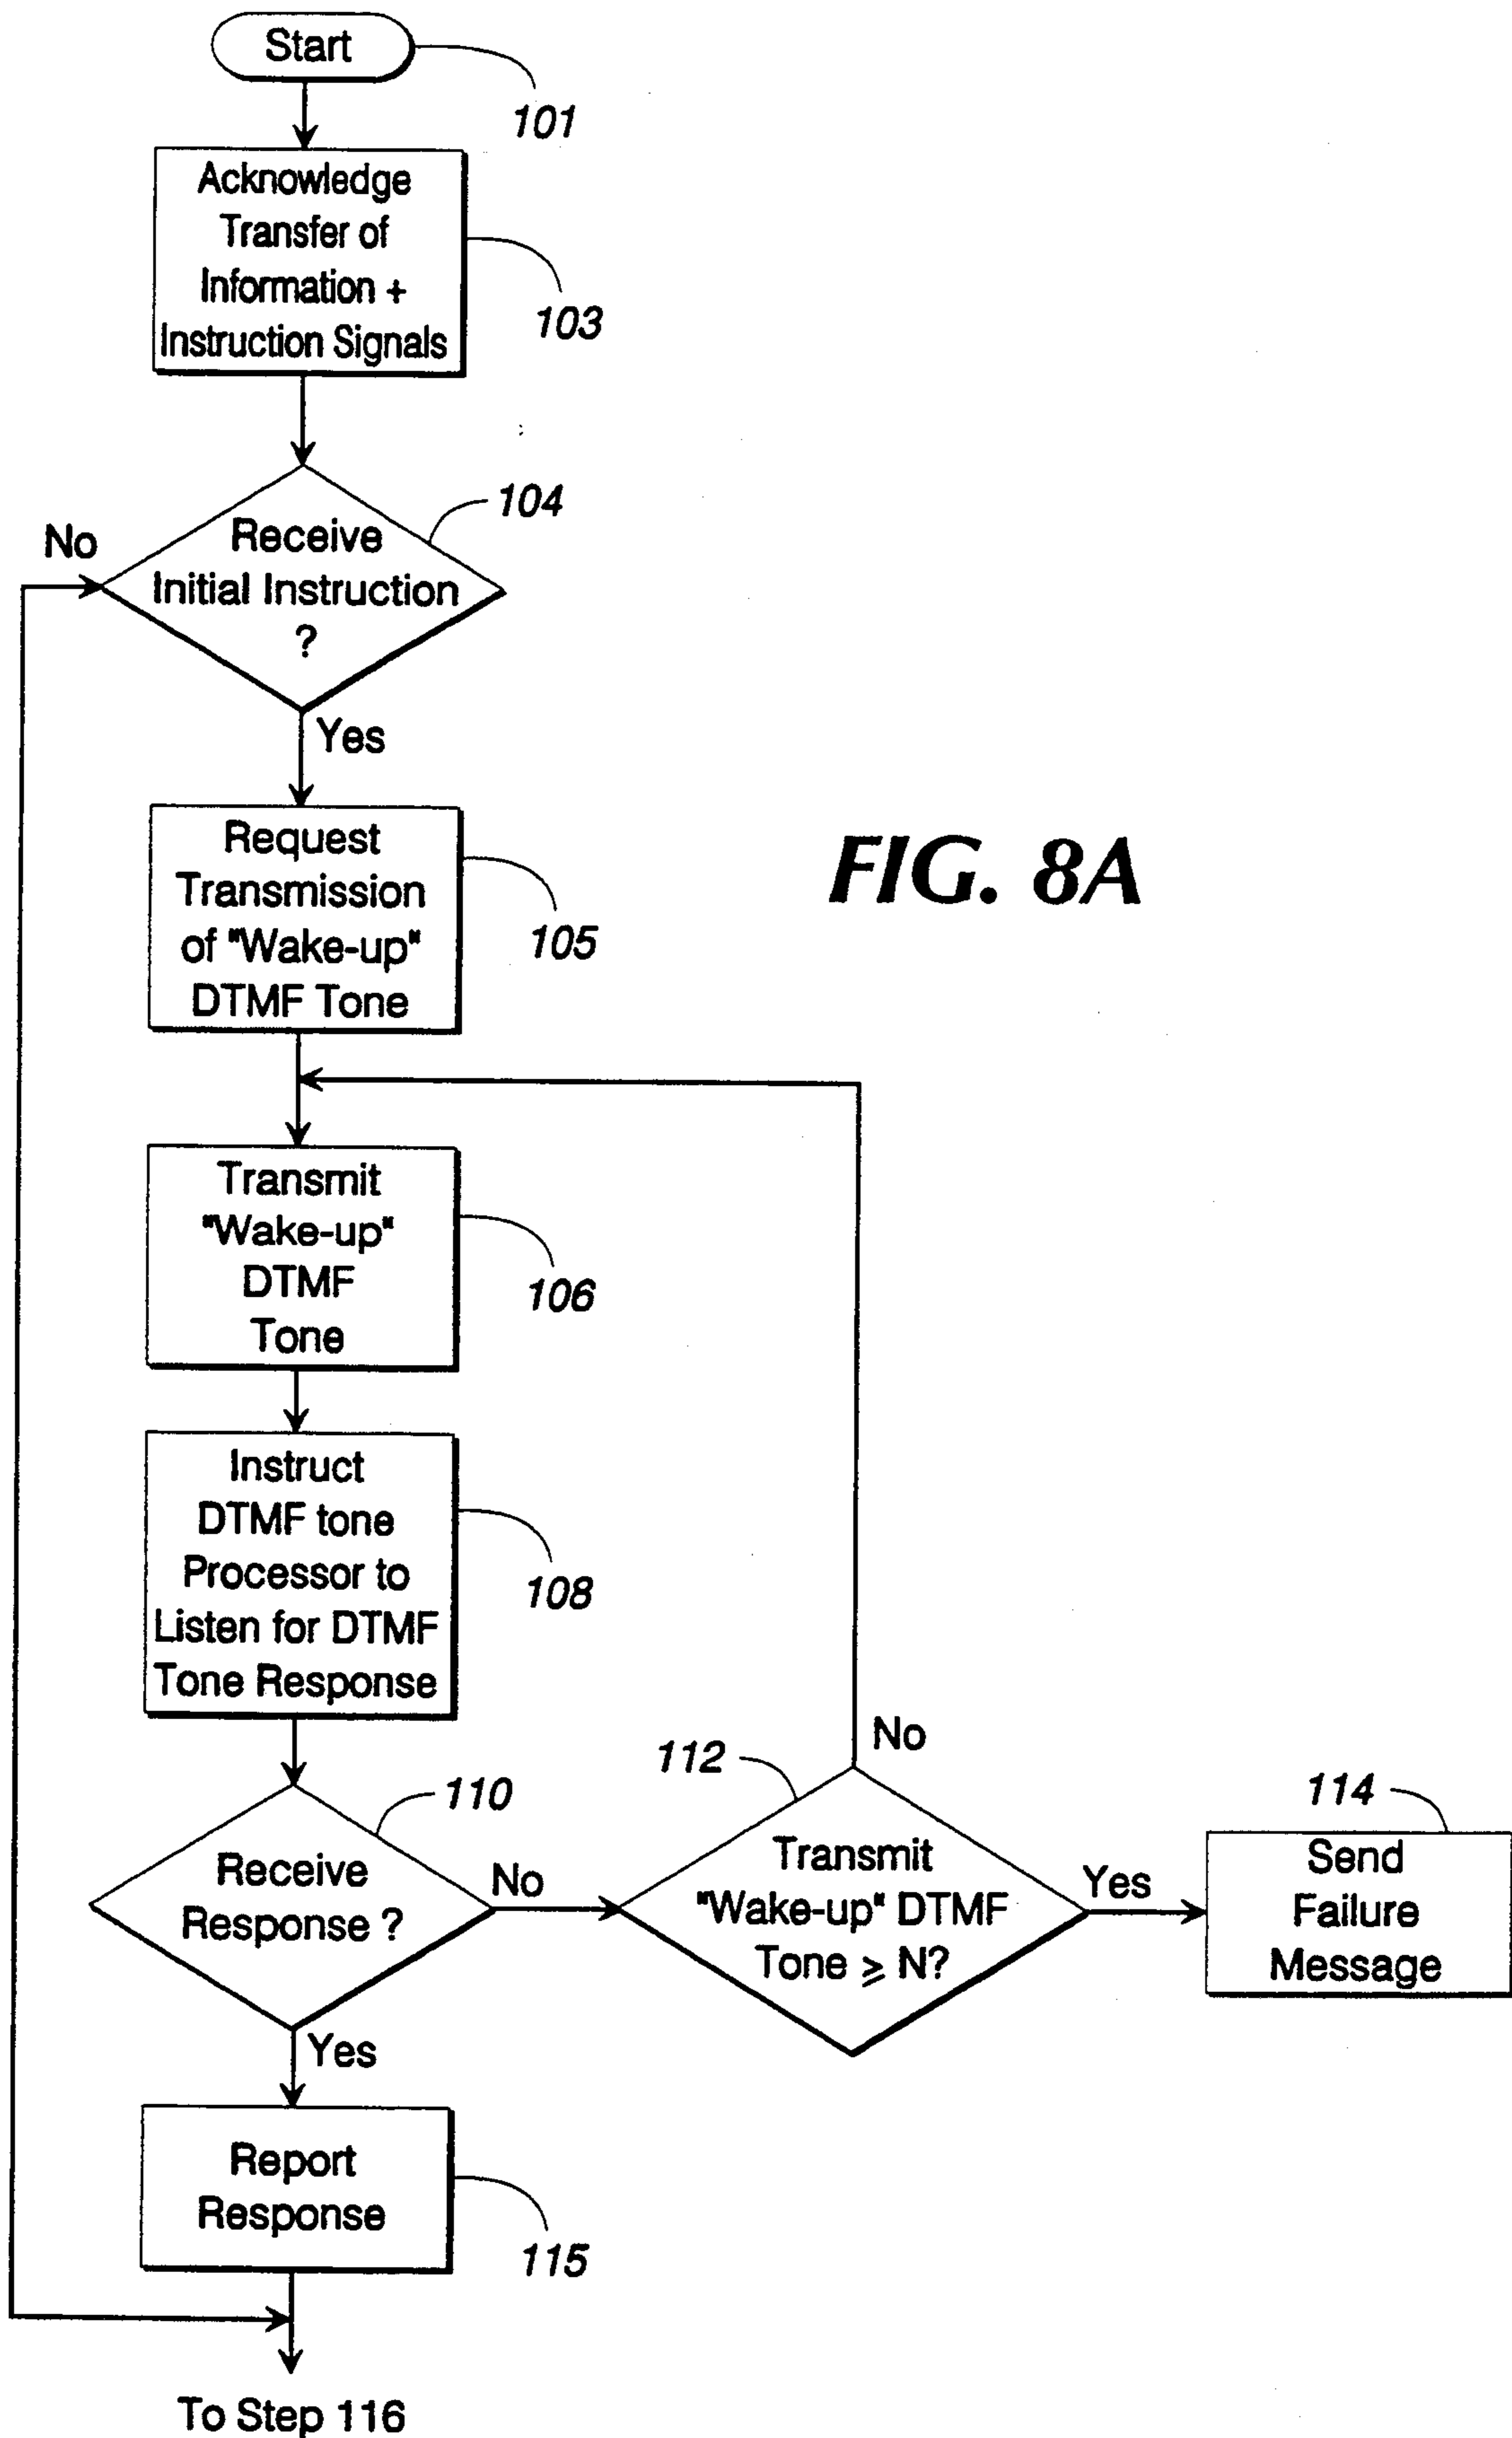 Start
101
Acknowledge
Transfer of
Information +
Instruction Signals
103
104
No
Receive
Initial Instruction
?
Yes
Request
Transmission
of "Wake-up"
DTMF Tone
105
FIG. 8A
Transmit
"Wake-up"
DTMF
Tone
106
Instruct
DTMF tone
Processor to
Listen for DTMF
Tone Response
108
110
Receive
Response ?
No
112
No
Transmit
"Wake-up" DTMF
Tone ≥ N?
Yes
114
Send
Failure
Message
Yes
Report
Response
115
To Step 116